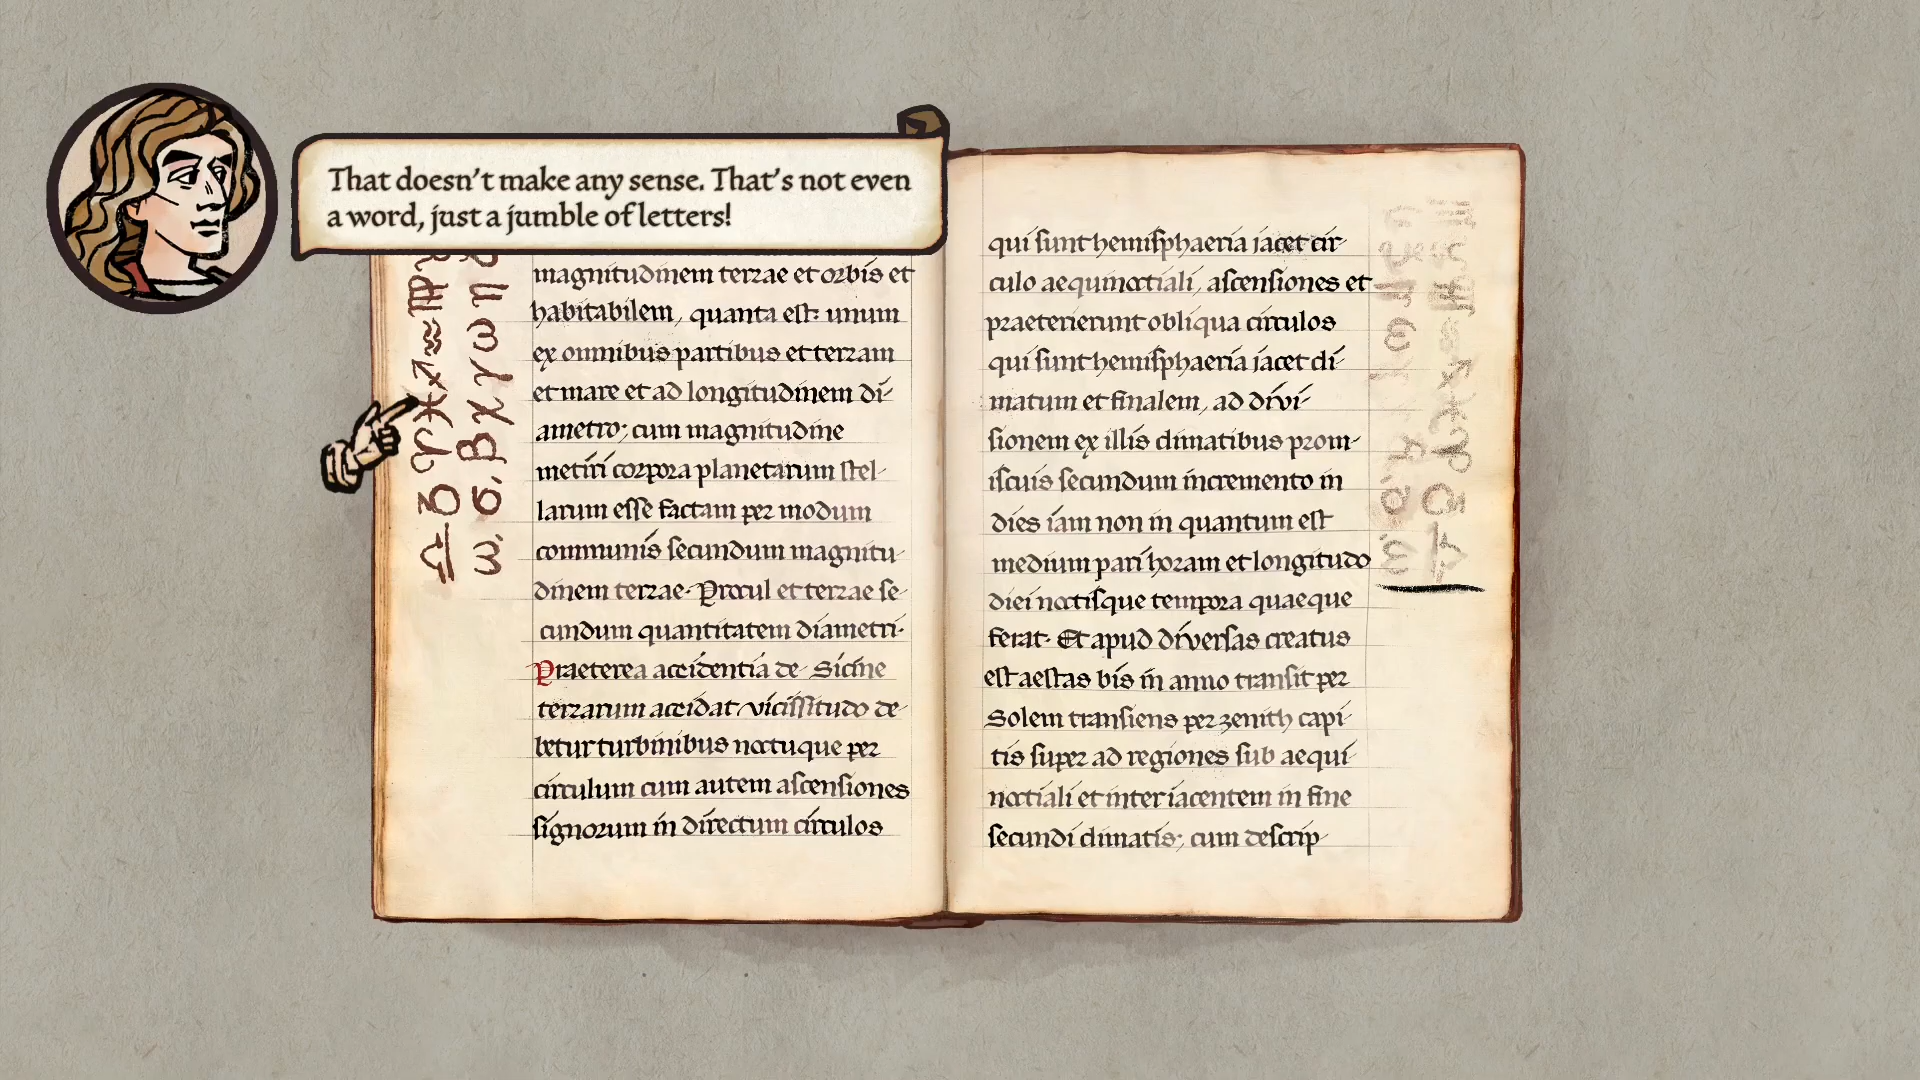 That doesn't make any sense. That's not even
a word, just a jumble of letters!
magnitudinem terrae et orbis et
habitabilem, quanta est unum
ex omnibus partibus et terram
et mare et ad longitudinem di-
ametro; cum magnitudine
metiri corpora planetarum stel-
larum esse factam per modum
communis secundum magnitu-
dinem terrae. Procul et terrae se-
cundum quantitatem diametri.
Praeterea accidentia de Sicine
terrarum accidat vicissitudo de-
betur turbinibus noctuque per
circulum cum autem ascensiones
signorum in directum circulos
qui sunt hemisphaeria jacet cir-
culo aequinoctiali, ascensiones et
praeterierunt obliqua circulos
qui sunt hemisphaeria jacet cli-
matum et finalem, ad divi-
sionem ex illis climatibus prom-
iscuis secundum incremento in
dies iam non in quantum est
medium pari horam et longitudo
diei noctisque tempora quaeque
ferat. Et apud diversas creatus
est aestas bis in anno transit per
Solem transiens per zenith capi-
tis super ad regiones sub aequi-
noctiali et inter iacentem in fine
secundi climatis; cum descrip-